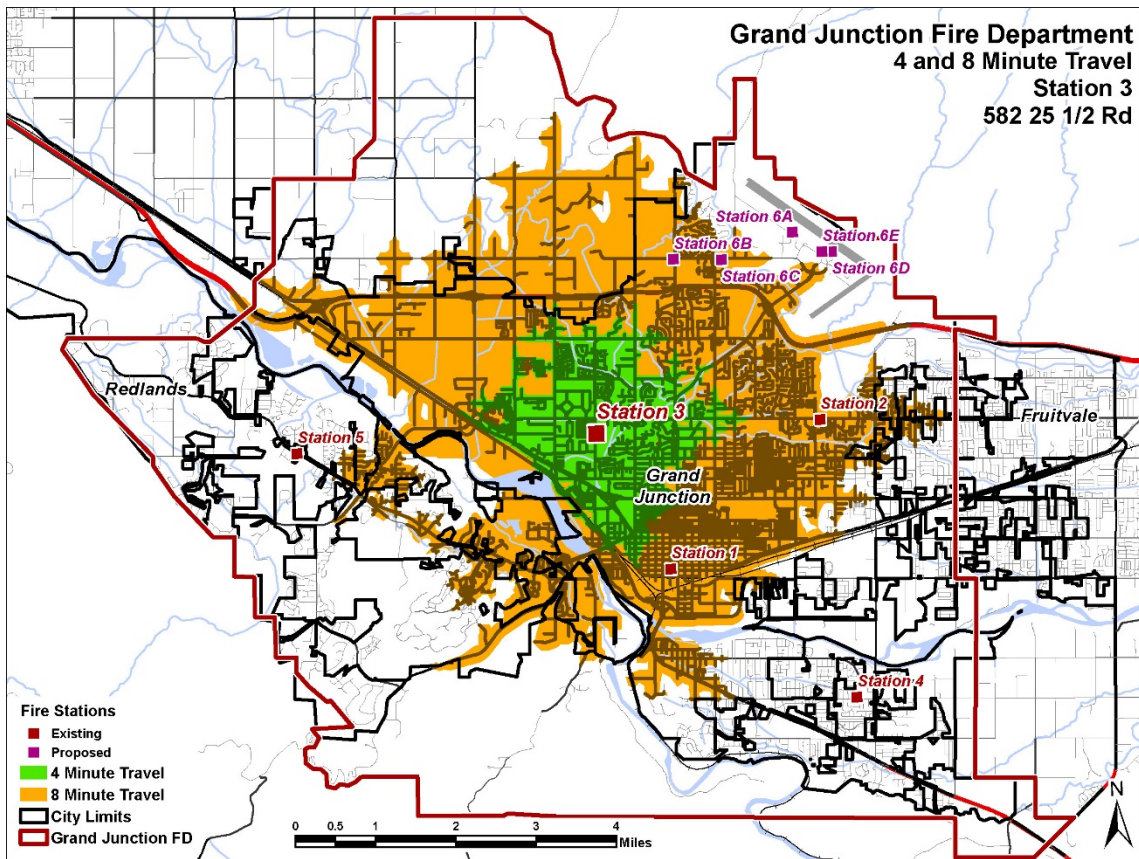 Grand Junction Fire Department
4 and 8 Minute Travel
Station 3
582 25 1/2 Rd
Station 6A
Station 6B
Station 6E
Station 6C
Station 6D
Redlands
Station 3
Station 2
Fruitvale
Station 5
Grand
Junction
Station 1
Station 4
Fire Stations
Existing
Proposed
4 Minute Travel
8 Minute Travel
City Limits
Grand Junction FD
0 0.5 1 2 3 4
Miles
N